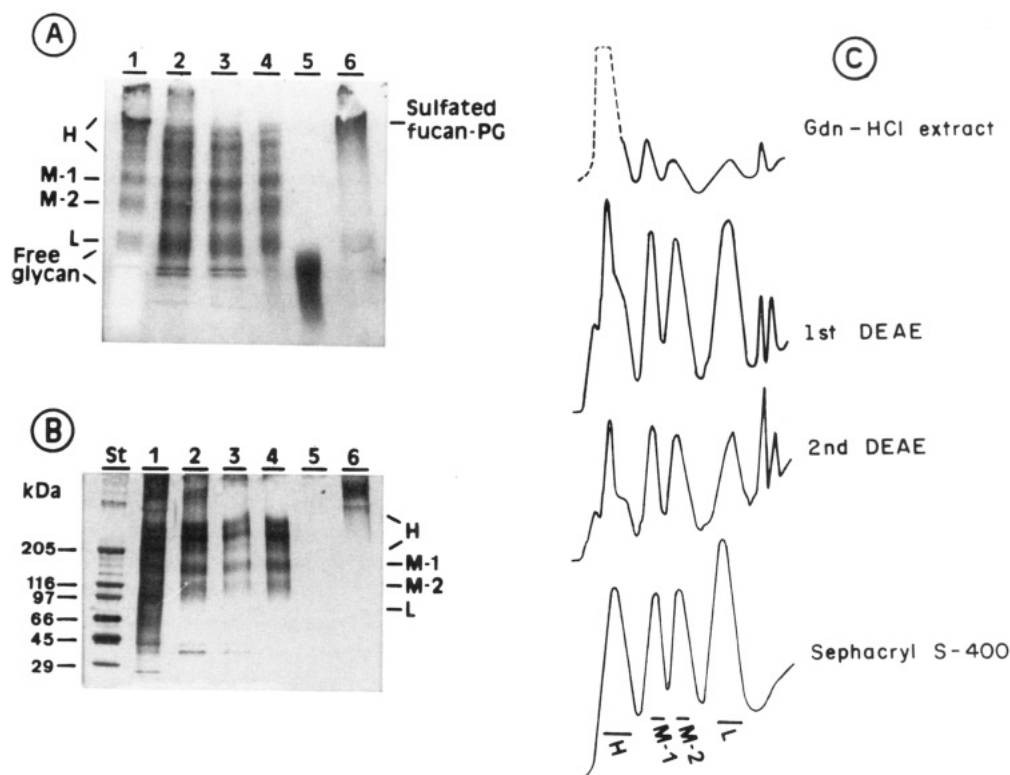 A
1 2 3 4 5 6
H
M-1
M-2
L
Free
glycan
Sulfated
fucan-PG
B
St 1 2 3 4 5 6
kDa
205
116
97
66
45
29
H
M-1
M-2
L
C
Gdn-HCl extract
1st DEAE
2nd DEAE
Sephacryl S-400
H
M-1
M-2
L